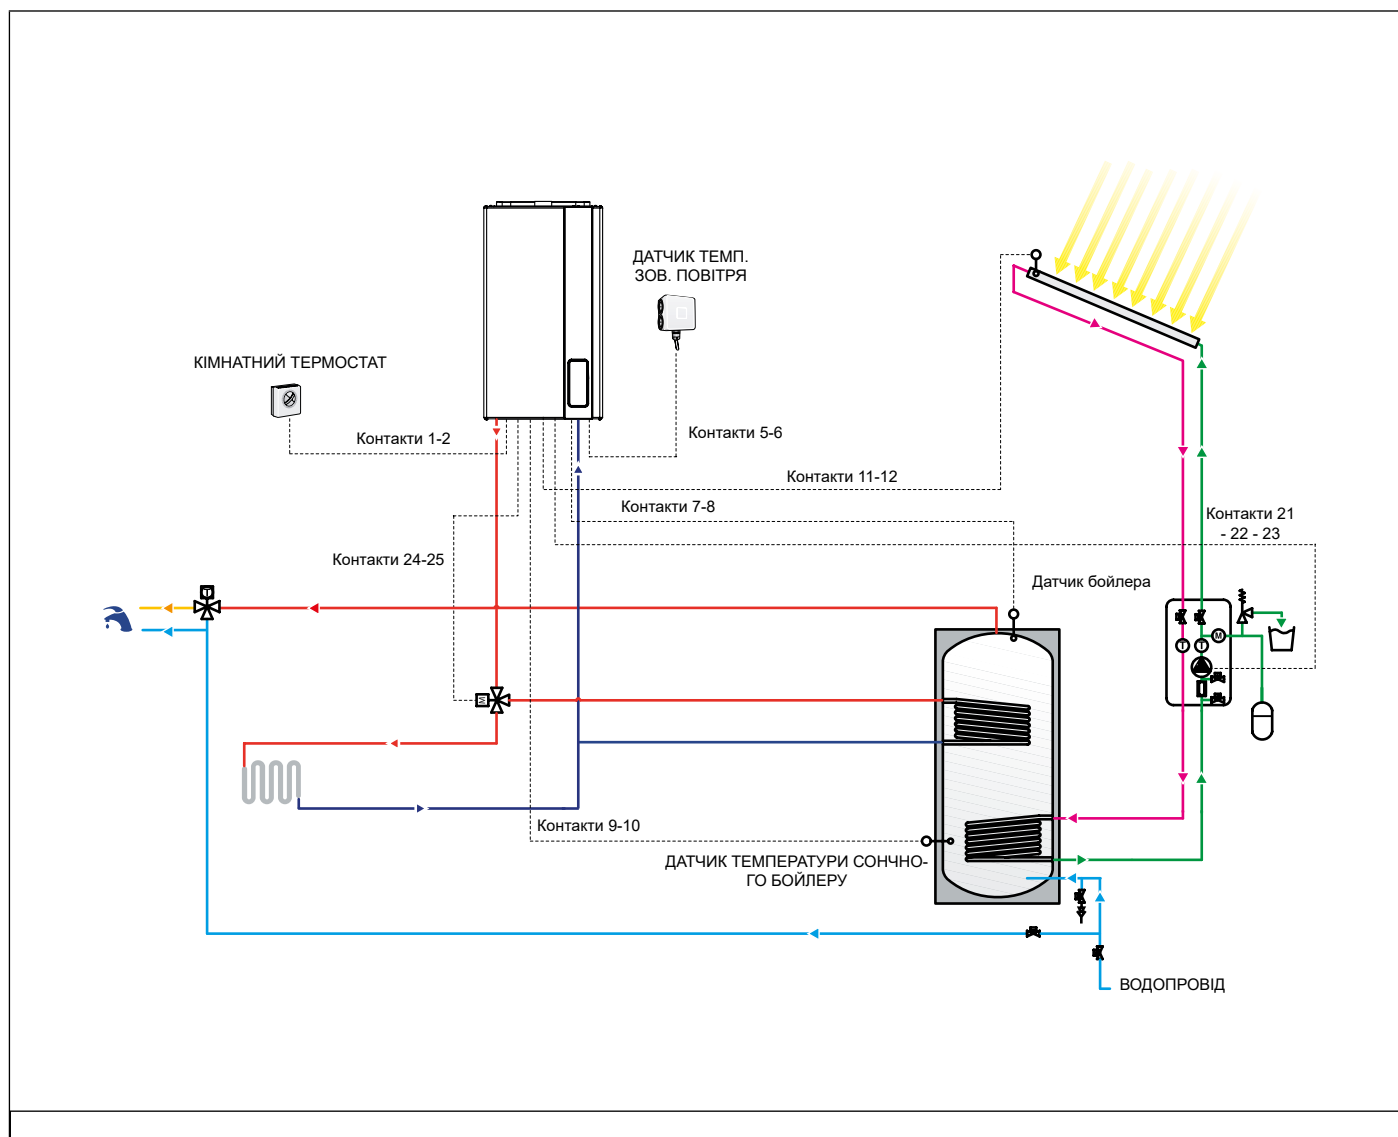 ДАТЧИК ТЕМП.
ЗОВ. ПОВІТРЯ
КІМНАТНИЙ ТЕРМОСТАТ
Контакти 1-2
Контакти 5-6
Контакти 11-12
Контакти 7-8
Контакти 21
- 22 - 23
Контакти 24-25
Датчик бойлера
T
M
T
T
M
Контакти 9-10
ДАТЧИК ТЕМПЕРАТУРИ СОНЧНО-
ГО БОЙЛЕРУ
ВОДОПРОВІД